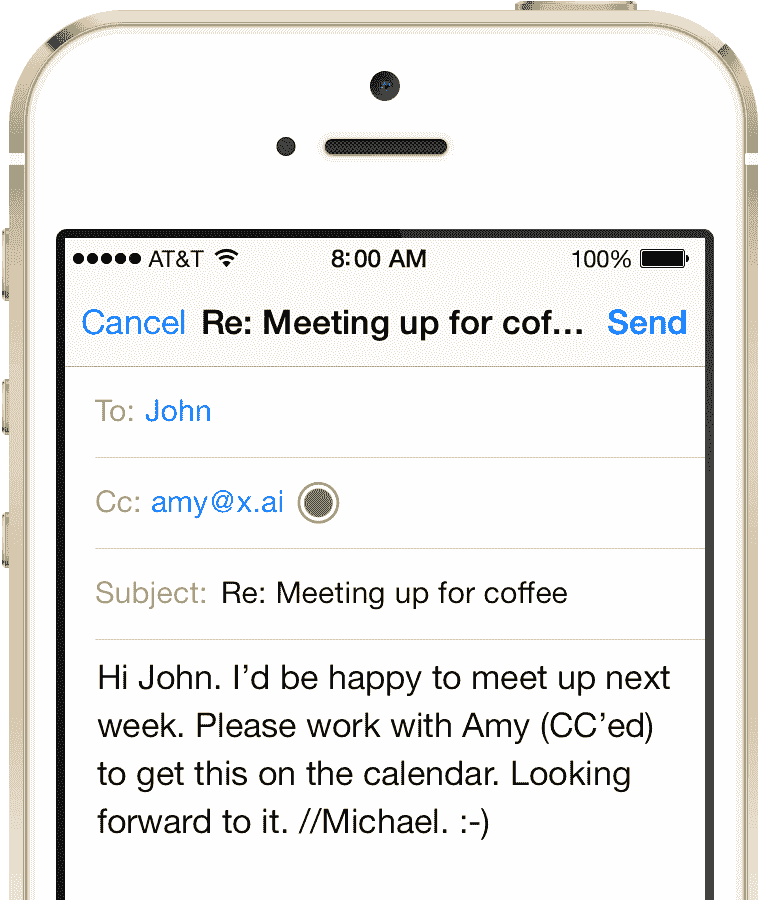 AT&T 8:00 AM 100%
Cancel Re: Meeting up for cof... Send
To: John
Cc: amy@x.ai
Subject: Re: Meeting up for coffee
Hi John. I’d be happy to meet up next
week. Please work with Amy (CC’ed)
to get this on the calendar. Looking
forward to it. //Michael. :-)